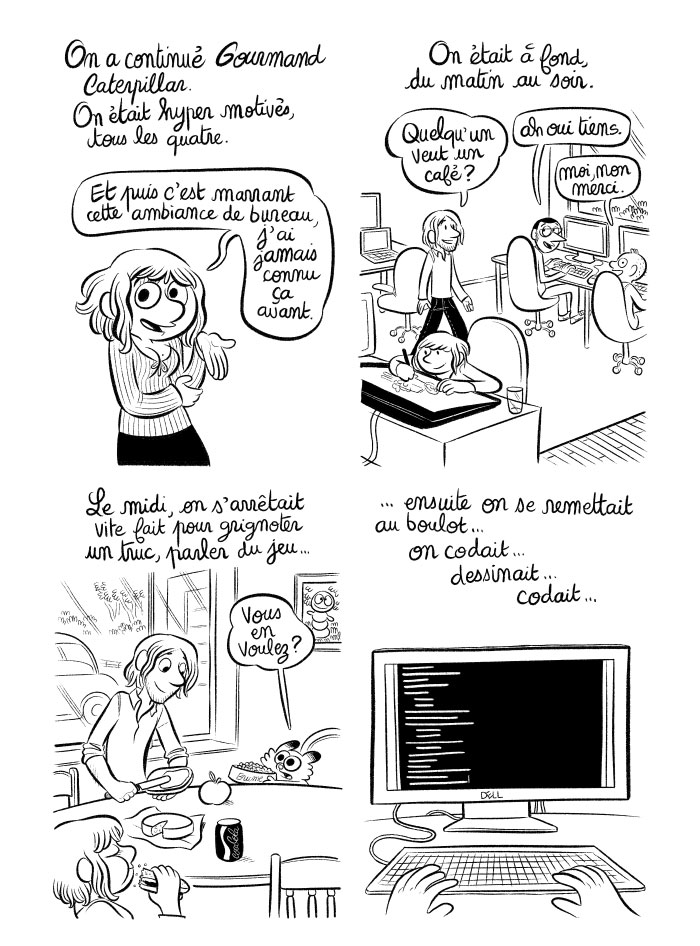 On a continué Gourmand
Caterpillar.
On était hyper motivés,
tous les quatre.
Et puis c'est marrant
cette ambiance de bureau,
j'ai
jamais
connu
ça
avant.
On était à fond,
du matin au soir.
Quelqu'un
veut un
café?
ah oui tiens.
moi, non
merci.
Le midi, on s'arrêtait
vite fait pour grignoter
un truc, parler du jeu...
Vous
en
voulez?
... ensuite on se remettait
au boulot...
on codait...
dessinait...
codait...
DELL